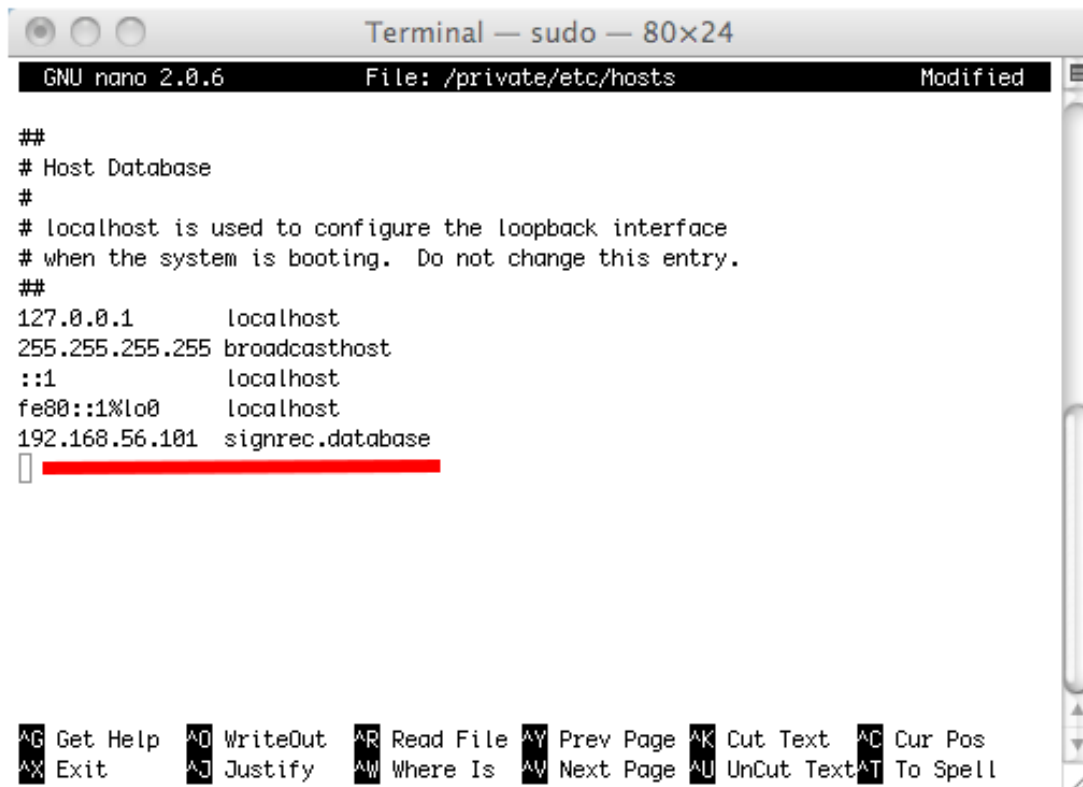 Terminal — sudo — 80×24
GNU nano 2.0.6 File: /private/etc/hosts Modified
##
# Host Database
#
# localhost is used to configure the loopback interface
# when the system is booting.  Do not change this entry.
##
127.0.0.1 localhost
255.255.255.255 broadcasthost
::1 localhost
fe80::1%lo0 localhost
192.168.56.101 signrec.database
^G Get Help ^O WriteOut ^R Read File ^Y Prev Page ^K Cut Text ^C Cur Pos
^X Exit ^J Justify ^W Where Is ^V Next Page ^U UnCut Text ^T To Spell